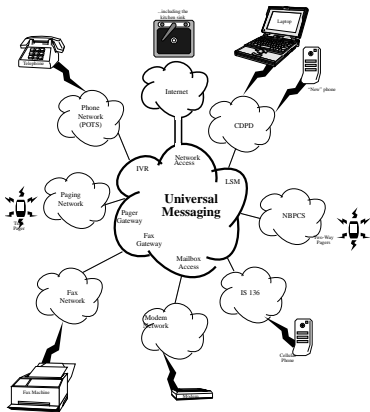 ...including the
kitchen sink
Laptop
Telephone
"New" phone
Internet
Phone
Network
(POTS)
CDPD
Network
Access
IVR
LSM
Paging
Network
Universal
Messaging
NBPCS
Pager
Gateway
Pager
Two-Way
Pagers
Fax
Gateway
Mailbox
Access
Fax
Network
IS 136
Modem
Network
Cellular
Phone
Fax Machine
Modem